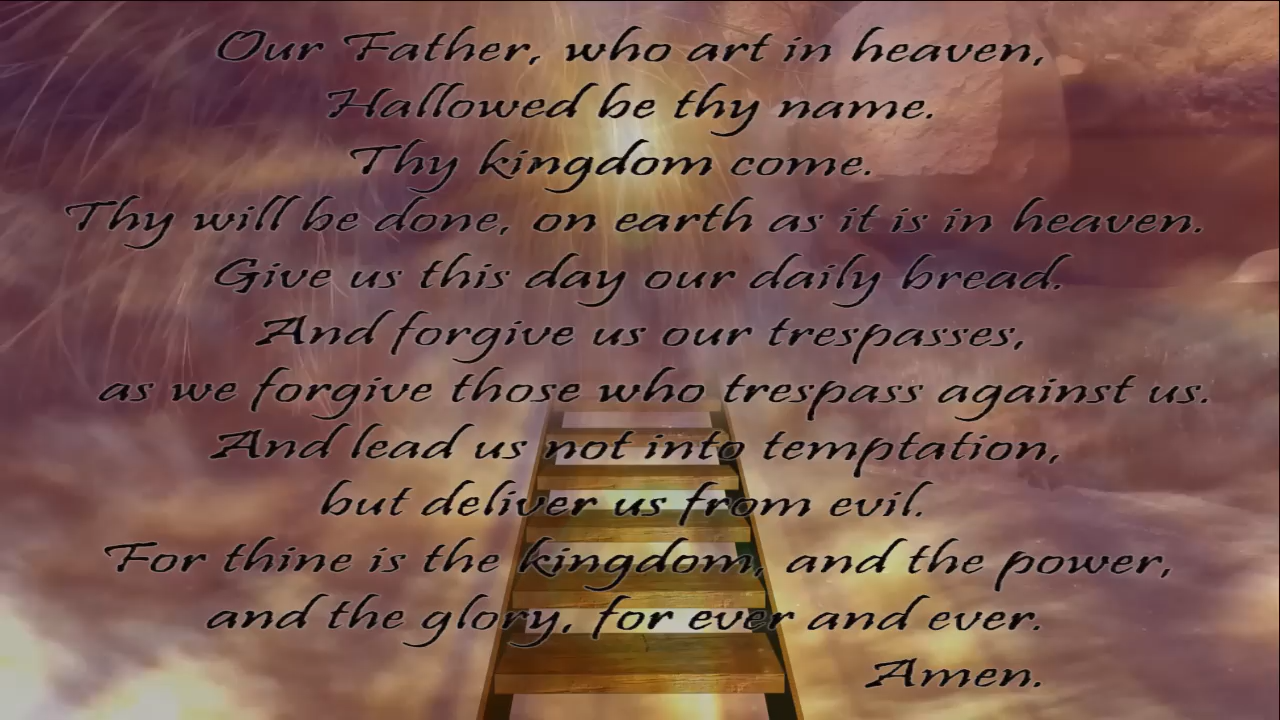 Our Father, who art in heaven,
Hallowed be thy name.
Thy kingdom come.
Thy will be done, on earth as it is in heaven.
Give us this day our daily bread.
And forgive us our trespasses,
as we forgive those who trespass against us.
And lead us not into temptation,
but deliver us from evil.
For thine is the kingdom, and the power,
and the glory, for ever and ever.
Amen.